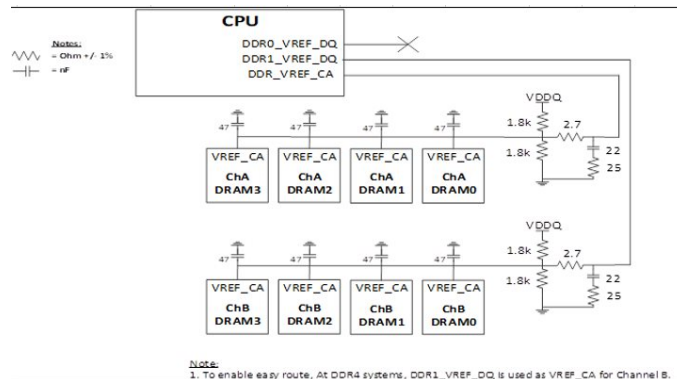 CPU
Notes:
= Ohm +/- 1%
= nF
DDR0_VREF_DQ
DDR1_VREF_DQ
DDR_VREF_CA
VDDQ
1.8k
2.7
1.8k
22
25
47
47
47
47
VREF_CA VREF_CA VREF_CA VREF_CA
ChA ChA ChA ChA
DRAM3 DRAM2 DRAM1 DRAM0
VDDQ
1.8k
2.7
1.8k
22
25
47
47
47
47
VREF_CA VREF_CA VREF_CA VREF_CA
ChB ChB ChB ChB
DRAM3 DRAM2 DRAM1 DRAM0
Note:
1. To enable easy route, At DDR4 systems, DDR1_VREF_DQ is used as VREF_CA for Channel B.